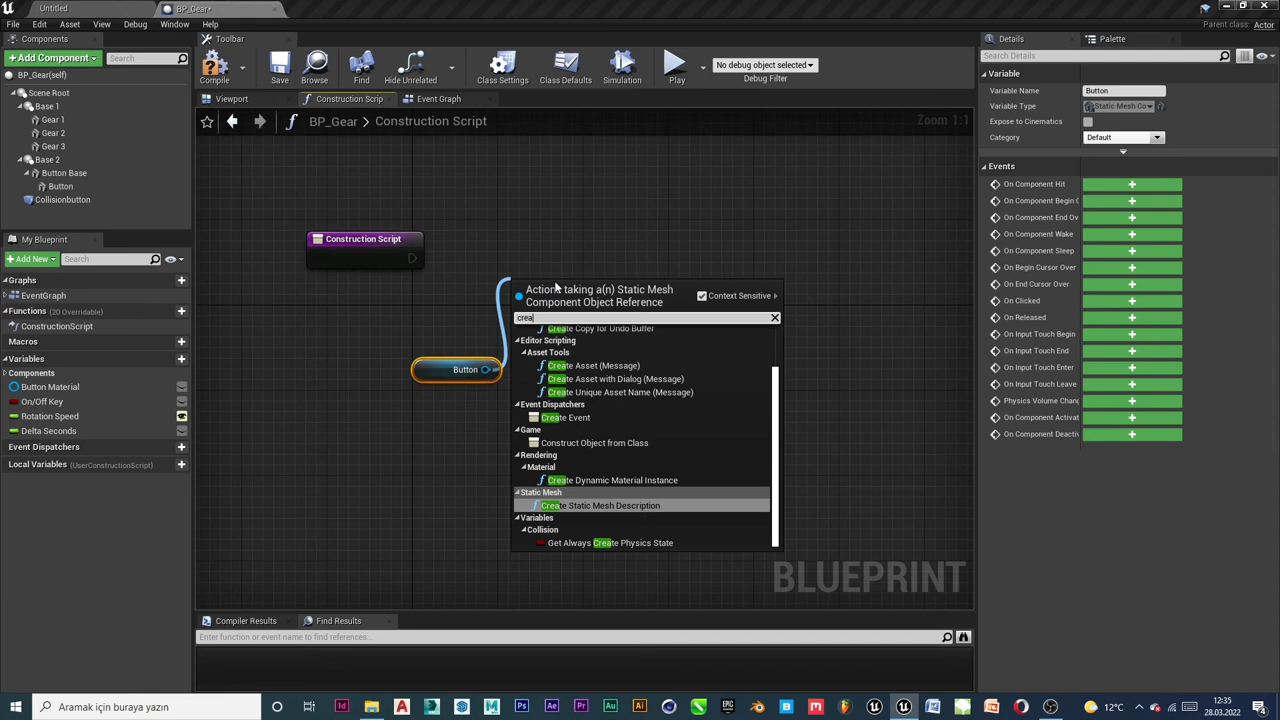 Untitled
BP_Gear*
File Edit Asset View Debug Window Help
Parent class: Actor
Components
+ Add Component
Search
BP_Gear(self)
Scene Root
Base 1
Gear 1
Gear 2
Gear 3
Base 2
Button Base
Button
Collisionbutton
My Blueprint
+ Add New
Search
Graphs
EventGraph
Functions (20 Overridable)
ConstructionScript
Macros
Variables
Components
Button Material
On/Off Key
Rotation Speed
Delta Seconds
Event Dispatchers
Local Variables (UserConstructionScript)
Toolbar
Compile
Save
Browse
Find
Hide Unrelated
Class Settings
Class Defaults
Simulation
Play
No debug object selected
Debug Filter
Viewport
Construction Scrip
Event Graph
BP_Gear > Construction Script
Zoom 1:1
Construction Script
Button
Actions taking a(n) Static Mesh
Component Object Reference
Context Sensitive
crea
Create Copy for Undo Buffer
Editor Scripting
Asset Tools
Create Asset (Message)
Create Asset with Dialog (Message)
Create Unique Asset Name (Message)
Event Dispatchers
Create Event
Game
Construct Object from Class
Rendering
Material
Create Dynamic Material Instance
Static Mesh
Create Static Mesh Description
Variables
Collision
Get Always Create Physics State
BLUEPRINT
Compiler Results
Find Results
Enter function or event name to find references...
Details
Palette
Search Details
Variable
Variable Name Button
Variable Type Static Mesh Co
Expose to Cinematics
Category Default
Events
On Component Hit
On Component Begin C
On Component End Ov
On Component Wake
On Component Sleep
On Begin Cursor Over
On End Cursor Over
On Clicked
On Released
On Input Touch Begin
On Input Touch End
On Input Touch Enter
On Input Touch Leave
Physics Volume Chang
On Component Activat
On Component Deactiv
Aramak için buraya yazın
12°C
12:35
28.03.2022